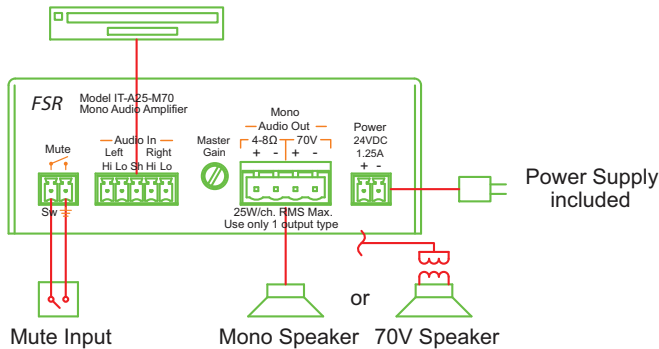 FSR
Model IT-A25-M70
Mono Audio Amplifier
Mute
Sw
Audio In
Left Right
Hi Lo Sh Hi Lo
Master
Gain
Mono
Audio Out
4-8Ω 70V
+ - + -
25W/ch. RMS Max.
Use only 1 output type
Power
24VDC
1.25A
+ -
Power Supply
included
Mute Input
Mono Speaker
or
70V Speaker